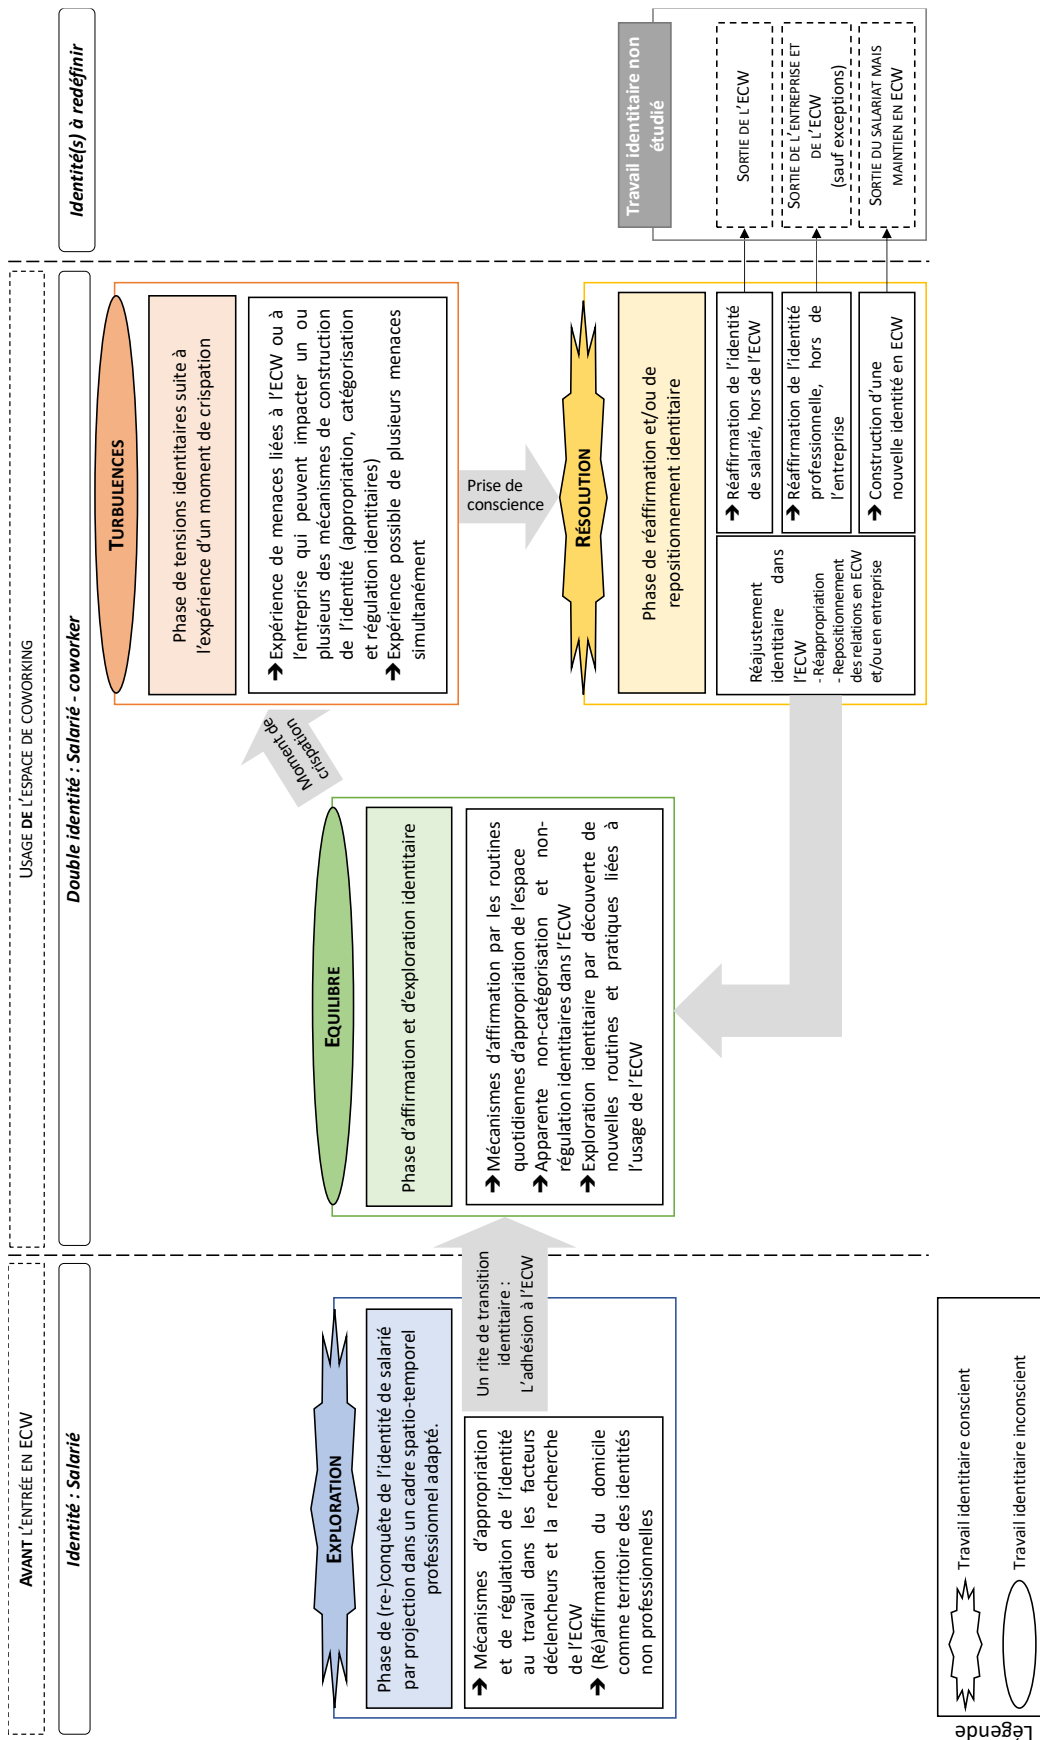 AVANT L'ENTRÉE EN ECW
USAGE DE L'ESPACE DE COWORKING
Identité : Salarié
Double identité : Salarié - coworker
Identité(s) à redéfinir
EXPLORATION
Phase de (re-)conquête de l'identité de salarié
par projection dans un cadre spatio-temporel
professionnel adapté.
➔ Mécanismes d'appropriation
et de régulation de l'identité
au travail dans les facteurs
déclencheurs et la recherche
de l'ECW
➔ (Ré)affirmation du domicile
comme territoire des identités
non professionnelles
Un rite de transition
identitaire :
L'adhésion à l'ECW
EQUILIBRE
Phase d'affirmation et d'exploration identitaire
➔ Mécanismes d'affirmation par les routines
quotidiennes d'appropriation de l'espace
➔ Apparente non-catégorisation et non-
régulation identitaires dans l'ECW
➔ Exploration identitaire par découverte de
nouvelles routines et pratiques liées à
l'usage de l'ECW
Moment de
crispation
TURBULENCES
Phase de tensions identitaires suite à
l'expérience d'un moment de crispation
➔ Expérience de menaces liées à l'ECW ou à
l'entreprise qui peuvent impacter un ou
plusieurs des mécanismes de construction
de l'identité (appropriation, catégorisation
et régulation identitaires)
➔ Expérience possible de plusieurs menaces
simultanément
Prise de
conscience
RÉSOLUTION
Phase de réaffirmation et/ou de
repositionnement identitaire
Réajustement
identitaire dans
l'ECW
- Réappropriation
- Repositionnement
des relations en ECW
et/ou en entreprise
➔ Réaffirmation de l'identité
de salarié, hors de l'ECW
➔ Réaffirmation de l'identité
professionnelle, hors de
l'entreprise
➔ Construction d'une
nouvelle identité en ECW
Travail identitaire non
étudié
SORTIE DE L'ECW
SORTIE DE L'ENTREPRISE ET
DE L'ECW
(sauf exceptions)
SORTIE DU SALARIAT MAIS
MAINTIEN EN ECW
Légende
Travail identitaire conscient
Travail identitaire inconscient